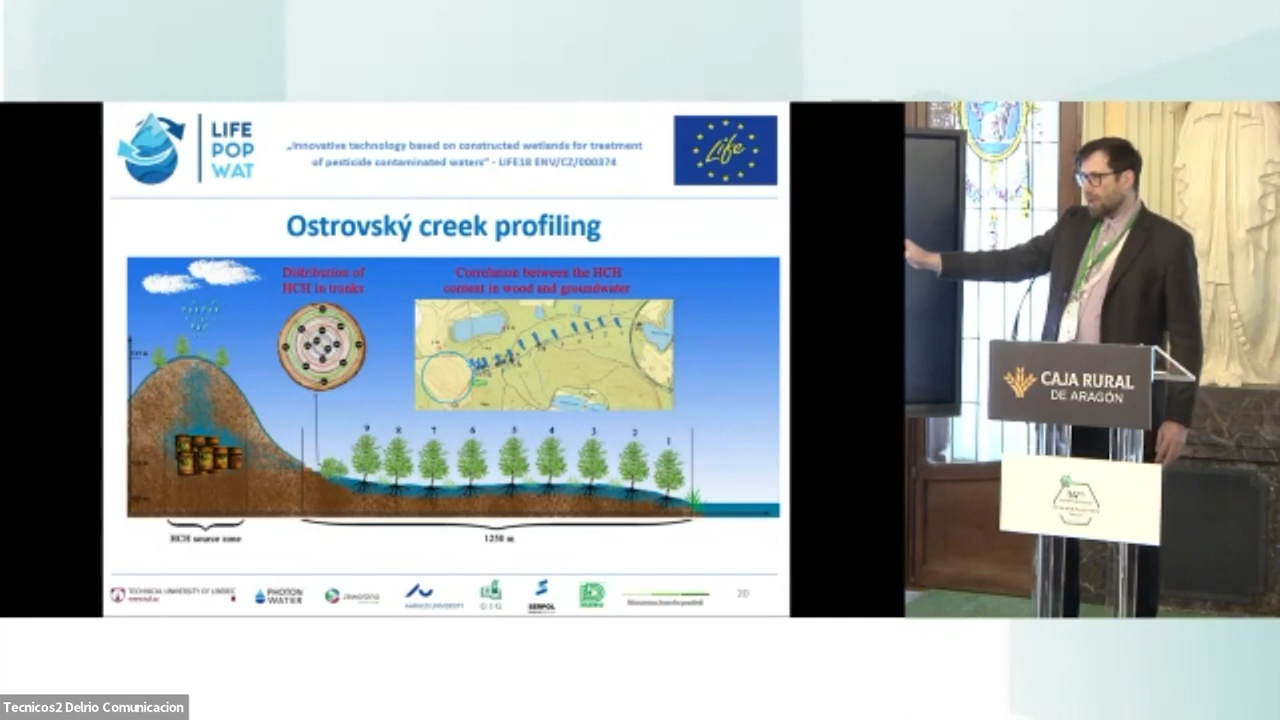 LIFE
POP
WAT
„Innovative technology based on constructed wetlands for treatment
of pesticide contaminated waters" - LIFE18 ENV/CZ/000374
Life
Ostrovský creek profiling
Distribution of
HCH in trunks
Correlation between the HCH
content in wood and groundwater
9 8 7 6 5 4 3 2 1
HCH source zone
1250 m
TECHNICAL UNIVERSITY OF LIBEREC
PHOTON
WATER
Jaworzno
AARHUS UNIVERSITY
GIG
SERPOL
20
CAJA RURAL
DE ARAGÓN
14th
Tecnicos2 Delrio Comunicacion